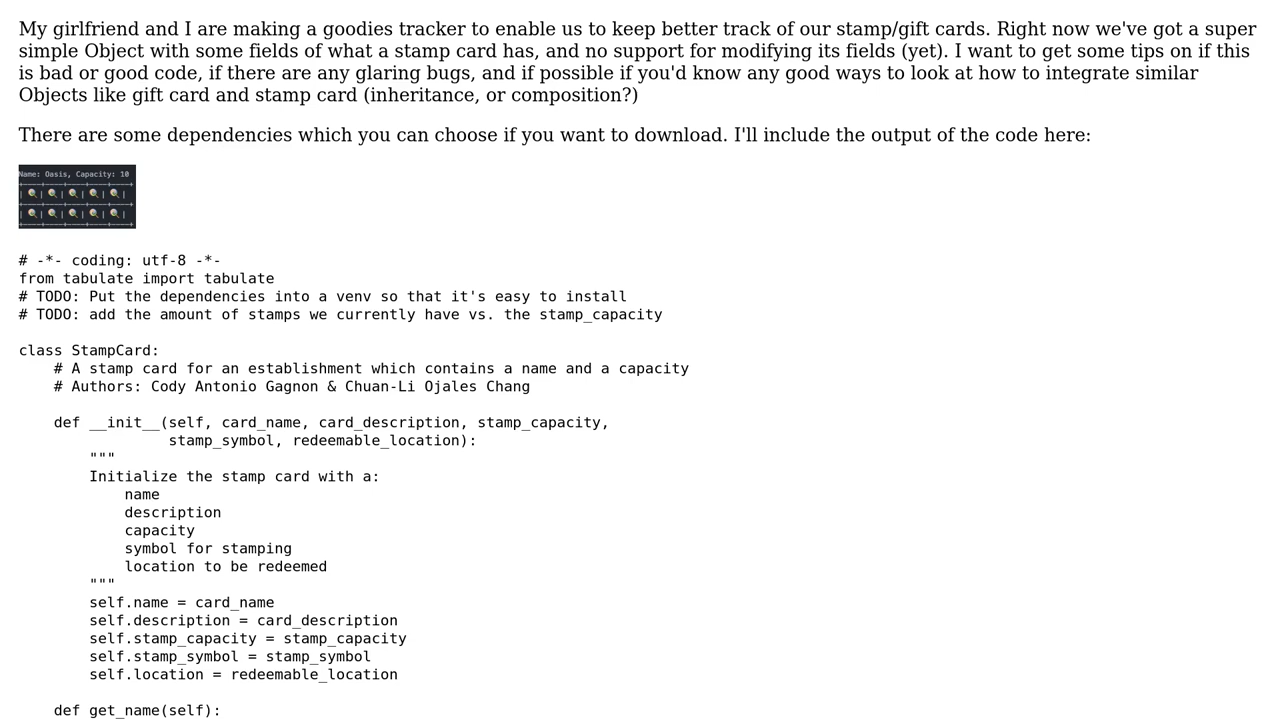 My girlfriend and I are making a goodies tracker to enable us to keep better track of our stamp/gift cards. Right now we've got a super
simple Object with some fields of what a stamp card has, and no support for modifying its fields (yet). I want to get some tips on if this
is bad or good code, if there are any glaring bugs, and if possible if you'd know any good ways to look at how to integrate similar
Objects like gift card and stamp card (inheritance, or composition?)
There are some dependencies which you can choose if you want to download. I'll include the output of the code here:
Name: Oasis, Capacity: 10
# -*- coding: utf-8 -*-
from tabulate import tabulate
# TODO: Put the dependencies into a venv so that it's easy to install
# TODO: add the amount of stamps we currently have vs. the stamp_capacity
class StampCard:
# A stamp card for an establishment which contains a name and a capacity
# Authors: Cody Antonio Gagnon & Chuan-Li Ojales Chang
def __init__(self, card_name, card_description, stamp_capacity,
stamp_symbol, redeemable_location):
"""
Initialize the stamp card with a:
name
description
capacity
symbol for stamping
location to be redeemed
"""
self.name = card_name
self.description = card_description
self.stamp_capacity = stamp_capacity
self.stamp_symbol = stamp_symbol
self.location = redeemable_location
def get_name(self):